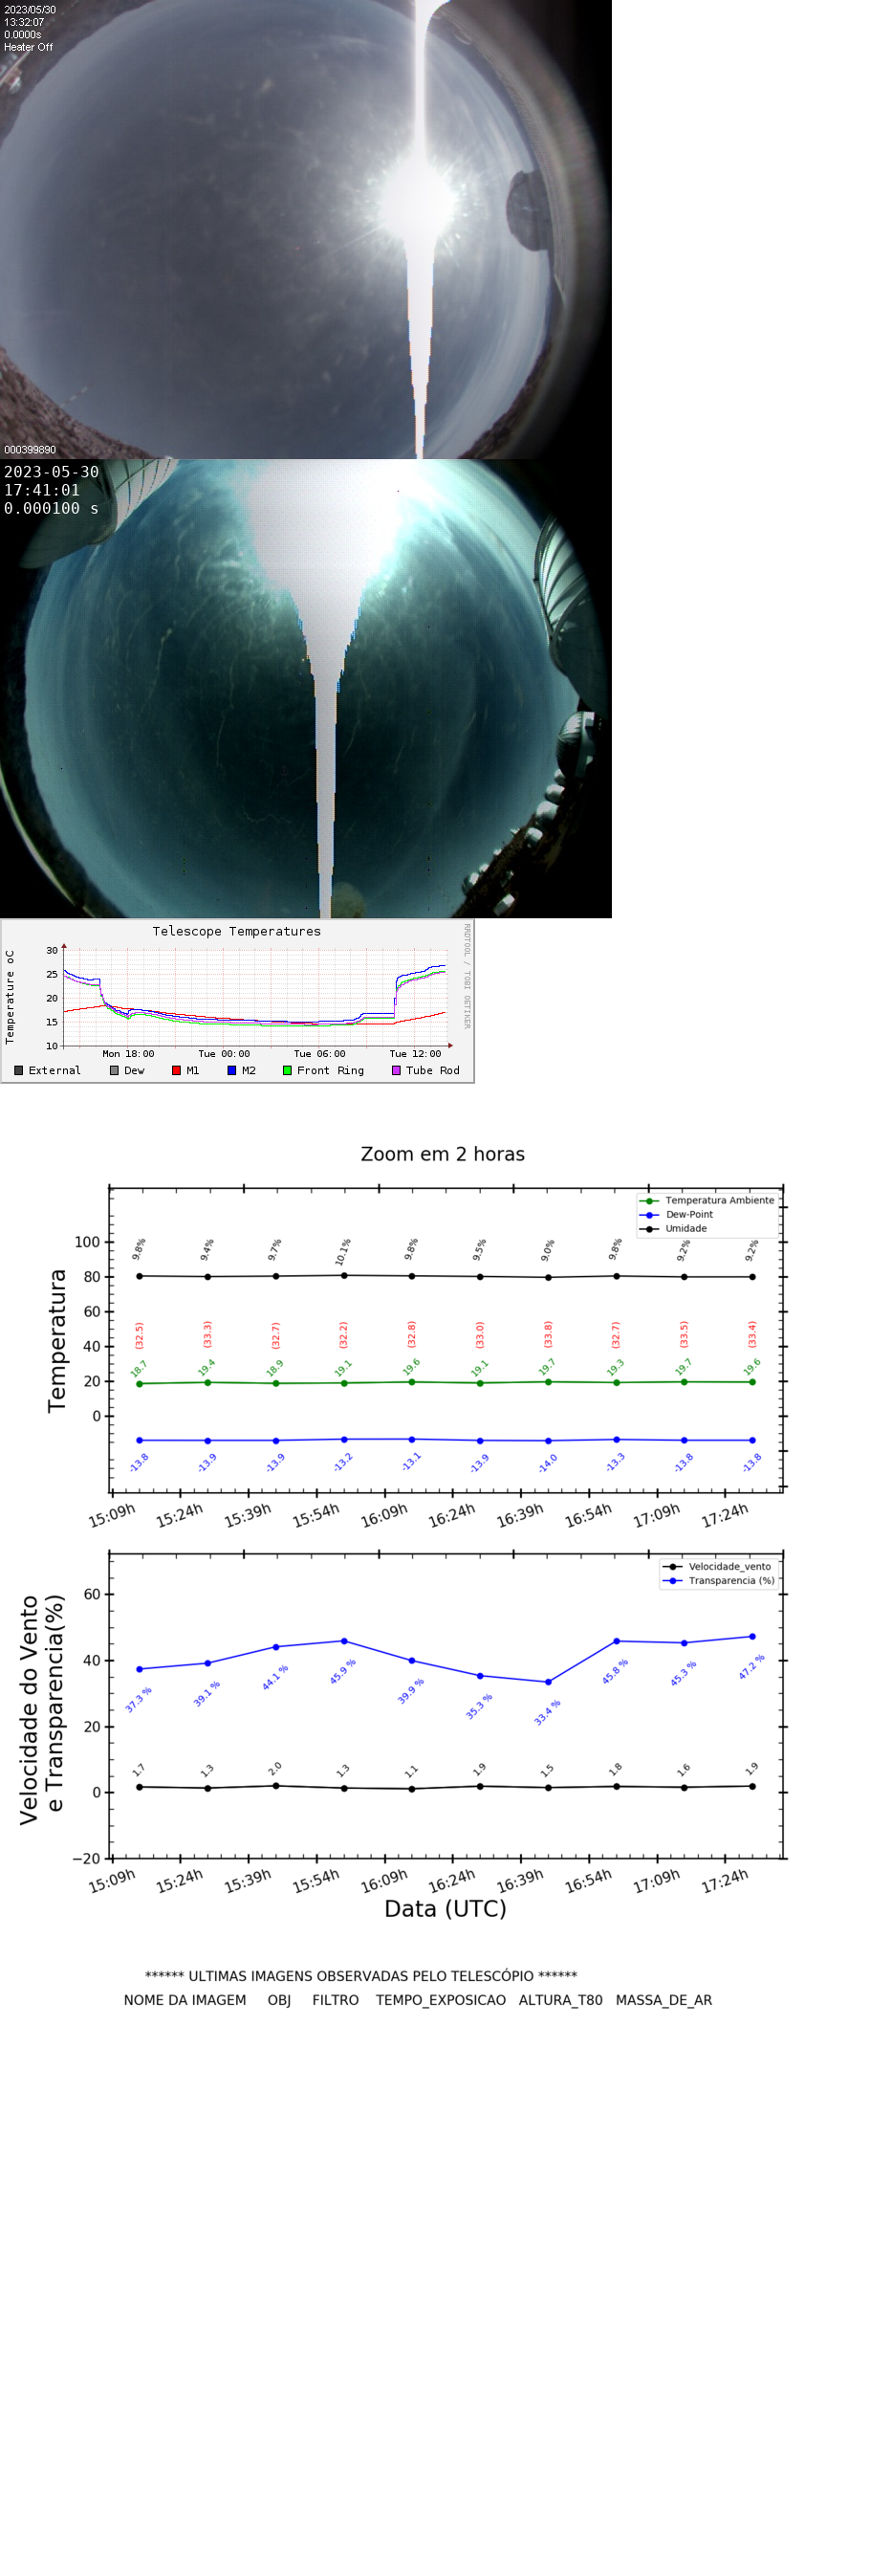 2023/05/30
13:32:07
0.0000s
Heater Off
000399890
2023-05-30
17:41:01
0.000100 s
Telescope Temperatures
RRDTOOL / TOBI OETIKER
Temperature oC
30
25
20
15
10
Mon 18:00 Tue 00:00 Tue 06:00 Tue 12:00
External Dew M1 M2 Front Ring Tube Rod
Zoom em 2 horas
Temperatura Ambiente
Dew-Point
Umidade
Temperatura
100
80
60
40
20
0
9.8% 9.4% 9.7% 10.1% 9.8% 9.5% 9.0% 9.8% 9.2% 9.2%
(32.5) (33.3) (32.7) (32.2) (32.8) (33.0) (33.8) (32.7) (33.5) (33.4)
18.7 19.4 18.9 19.1 19.6 19.1 19.7 19.3 19.7 19.6
-13.8 -13.9 -13.9 -13.2 -13.1 -13.9 -14.0 -13.3 -13.8 -13.8
15:09h 15:24h 15:39h 15:54h 16:09h 16:24h 16:39h 16:54h 17:09h 17:24h
Velocidade_vento
Transparencia (%)
Velocidade do Vento
e Transparencia(%)
60
40
20
0
−20
37.3 % 39.1 % 44.1 % 45.9 % 39.9 % 35.3 % 33.4 % 45.8 % 45.3 % 47.2 %
1.7 1.3 2.0 1.3 1.1 1.9 1.5 1.8 1.6 1.9
15:09h 15:24h 15:39h 15:54h 16:09h 16:24h 16:39h 16:54h 17:09h 17:24h
Data (UTC)
****** ULTIMAS IMAGENS OBSERVADAS PELO TELESCÓPIO ******
NOME DA IMAGEM OBJ FILTRO TEMPO_EXPOSICAO ALTURA_T80 MASSA_DE_AR